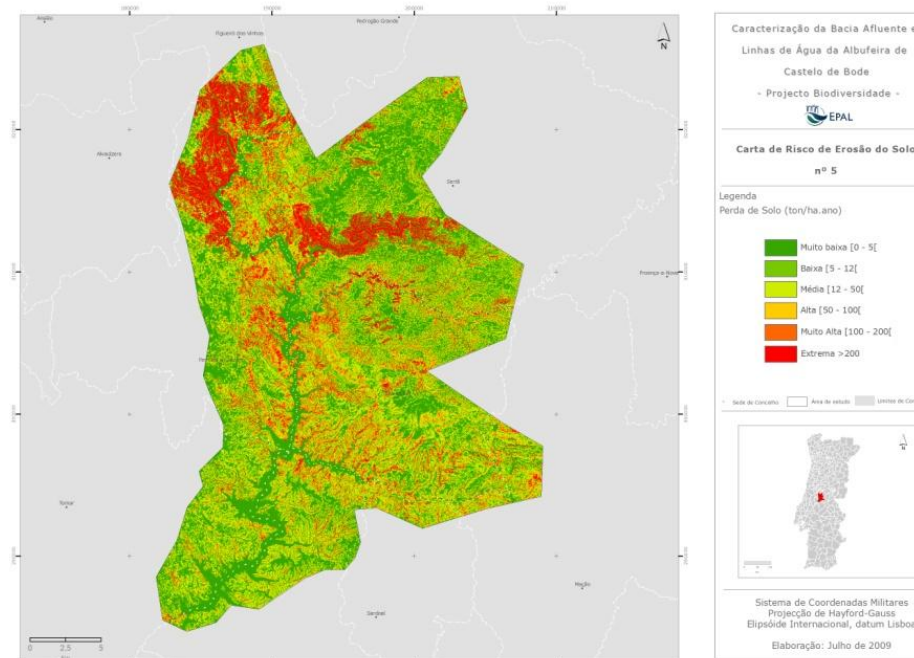 Figueiró dos Vinhos
Pedrogão Grande
Alvaiázere
Sertã
Proença-a-Nova
Tomar
Mação
Sardoal
N
0 2,5 5
Caracterização da Bacia Afluente e
Linhas de Água da Albufeira de
Castelo de Bode
- Projecto Biodiversidade -
EPAL
Carta de Risco de Erosão do Solo
nº 5
Legenda
Perda de Solo (ton/ha.ano)
Muito baixa [0 - 5[
Baixa [5 - 12[
Média [12 - 50[
Alta [50 - 100[
Muito Alta [100 - 200[
Extrema >200
Sede de Concelho
Área de estudo
Limites de Con
N
Sistema de Coordenadas Militares
Projecção de Hayford-Gauss
Elipsóide Internacional, datum Lisboa
Elaboração: Julho de 2009